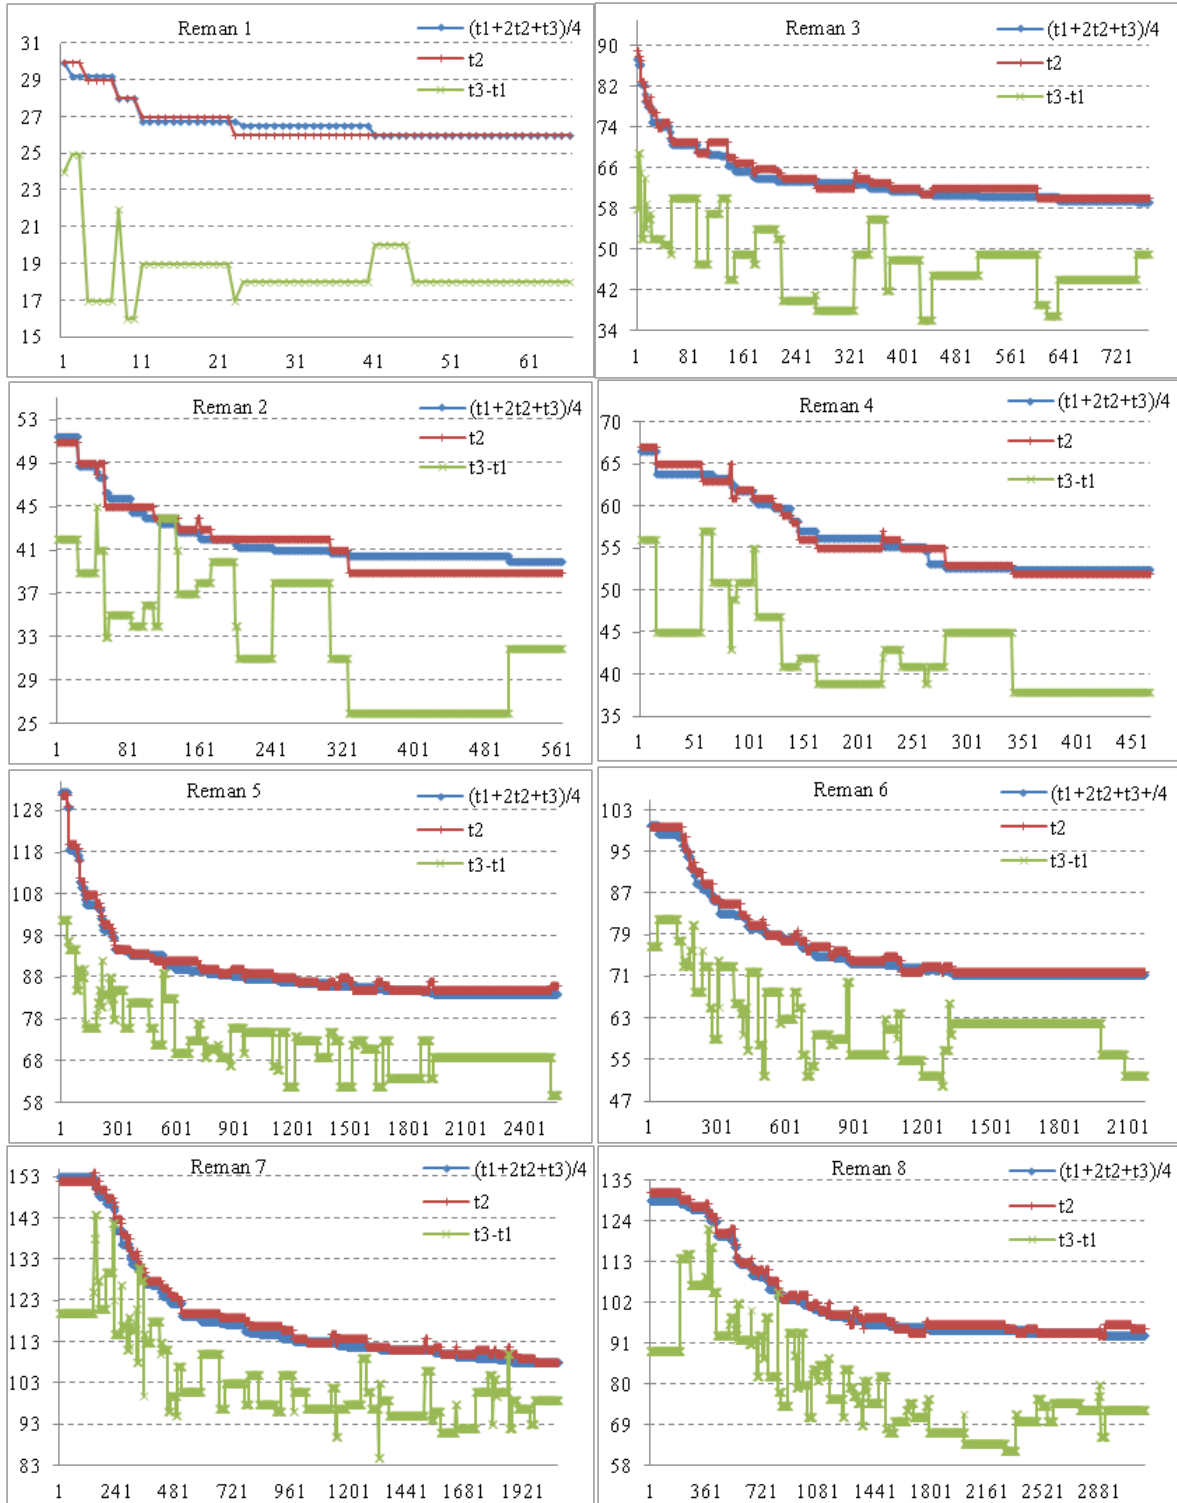 Reman 1
(t1+2t2+t3)/4
t2
t3-t1
31
29
27
25
23
21
19
17
15
1 11 21 31 41 51 61
Reman 3
(t1+2t2+t3)/4
t2
t3-t1
90
82
74
66
58
50
42
34
1 81 161 241 321 401 481 561 641 721
Reman 2
(t1+2t2+t3)/4
t2
t3-t1
53
49
45
41
37
33
29
25
1 81 161 241 321 401 481 561
Reman 4
(t1+2t2+t3)/4
t2
t3-t1
70
65
60
55
50
45
40
35
1 51 101 151 201 251 301 351 401 451
Reman 5
(t1+2t2+t3)/4
t2
t3-t1
128
118
108
98
88
78
68
58
1 301 601 901 1201 1501 1801 2101 2401
Reman 6
(t1+2t2+t3+/4
t2
t3-t1
103
95
87
79
71
63
55
47
1 301 601 901 1201 1501 1801 2101
Reman 7
(t1+2t2+t3)/4
t2
t3-t1
153
143
133
123
113
103
93
83
1 241 481 721 961 1201 1441 1681 1921
Reman 8
(t1+2t2+t3)/4
t2
t3-t1
135
124
113
102
91
80
69
58
1 361 721 1081 1441 1801 2161 2521 2881